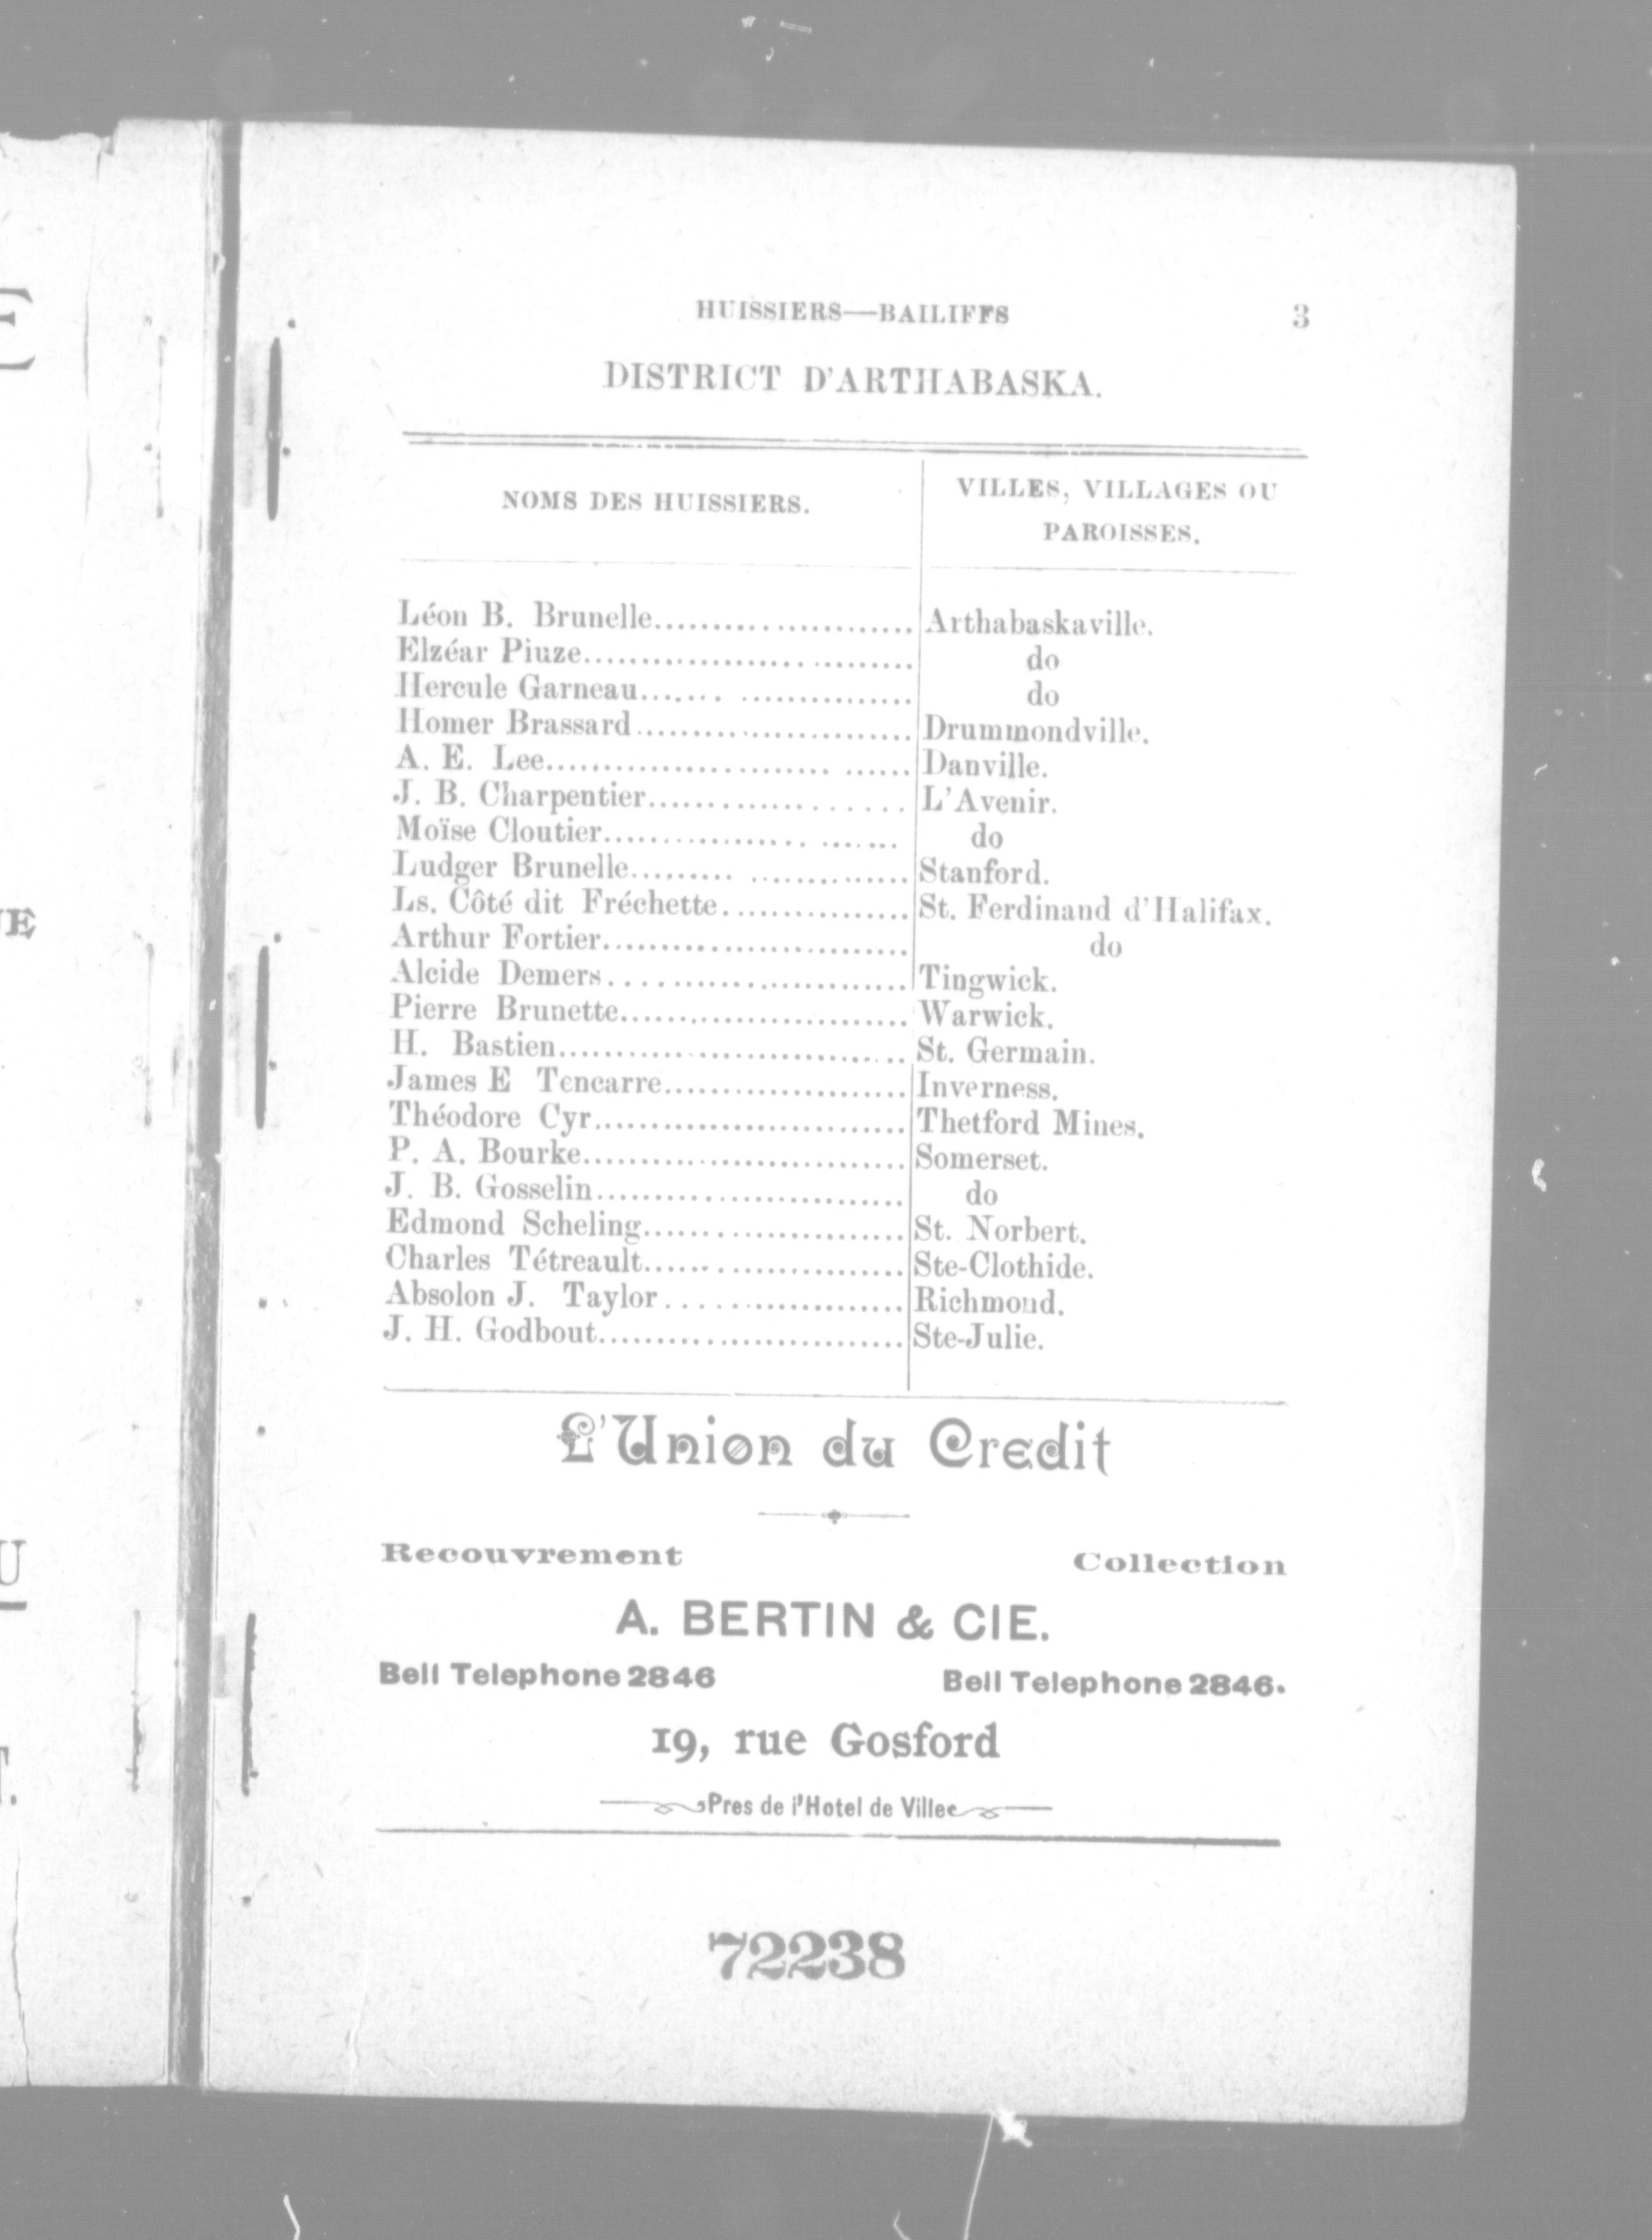 HUISSIERS—BAILIFFS 3
DISTRICT D'ARTHABASKA.
NOMS DES HUISSIERS.
VILLES, VILLAGES OU
PAROISSES.
Léon B. Brunelle........................ Arthabaskaville.
Elzéar Piuze............................. do
Hercule Garneau....... ............... do
Homer Brassard......................... Drummondville.
A. E. Lee........................ ...... Danville.
J. B. Charpentier...................... L'Avenir.
Moïse Cloutier.................. ....... do
Ludger Brunelle......... .............. Stanford.
Ls. Côté dit Fréchette................ St. Ferdinand d'Halifax.
Arthur Fortier........................... do
Alcide Demers.......................... Tingwick.
Pierre Brunette......................... Warwick.
H. Bastien............................... St. Germain.
James E Tencarre..................... Inverness.
Théodore Cyr........................... Thetford Mines.
P. A. Bourke............................ Somerset.
J. B. Gosselin........................... do
Edmond Scheling...................... St. Norbert.
Charles Tétreault...................... Ste-Clothide.
Absolon J. Taylor..................... Richmond.
J. H. Godbout.......................... Ste-Julie.
L'Union du Credit
Recouvrement Collection
A. BERTIN & CIE.
Bell Telephone 2846 Bell Telephone 2846.
19, rue Gosford
Pres de l'Hotel de Ville
72238
E
UE
U
T.